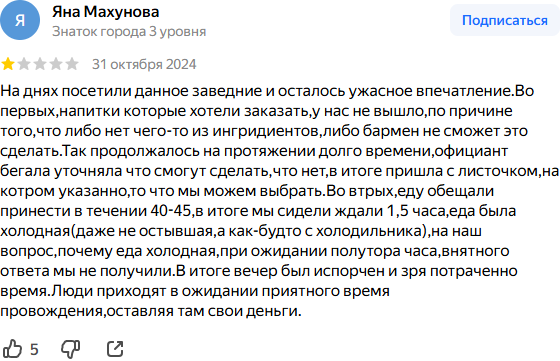 Я
Яна Махунова
Знаток города 3 уровня
Подписаться
31 октября 2024
На днях посетили данное заведние и осталось ужасное впечатление.Во
первых,напитки которые хотели заказать,у нас не вышло,по причине
того,что либо нет чего-то из ингридиентов,либо бармен не сможет это
сделать.Так продолжалось на протяжении долго времени,официант
бегала уточняла что смогут сделать,что нет,в итоге пришла с листочком,на
котром указанно,то что мы можем выбрать.Во втрых,еду обещали
принести в течении 40-45,в итоге мы сидели ждали 1,5 часа,еда была
холодная(даже не остывшая,а как-будто с холодильника),на наш
вопрос,почему еда холодная,при ожидании полутора часа,внятного
ответа мы не получили.В итоге вечер был испорчен и зря потраченно
время.Люди приходят в ожидании приятного время
провождения,оставляя там свои деньги.
5